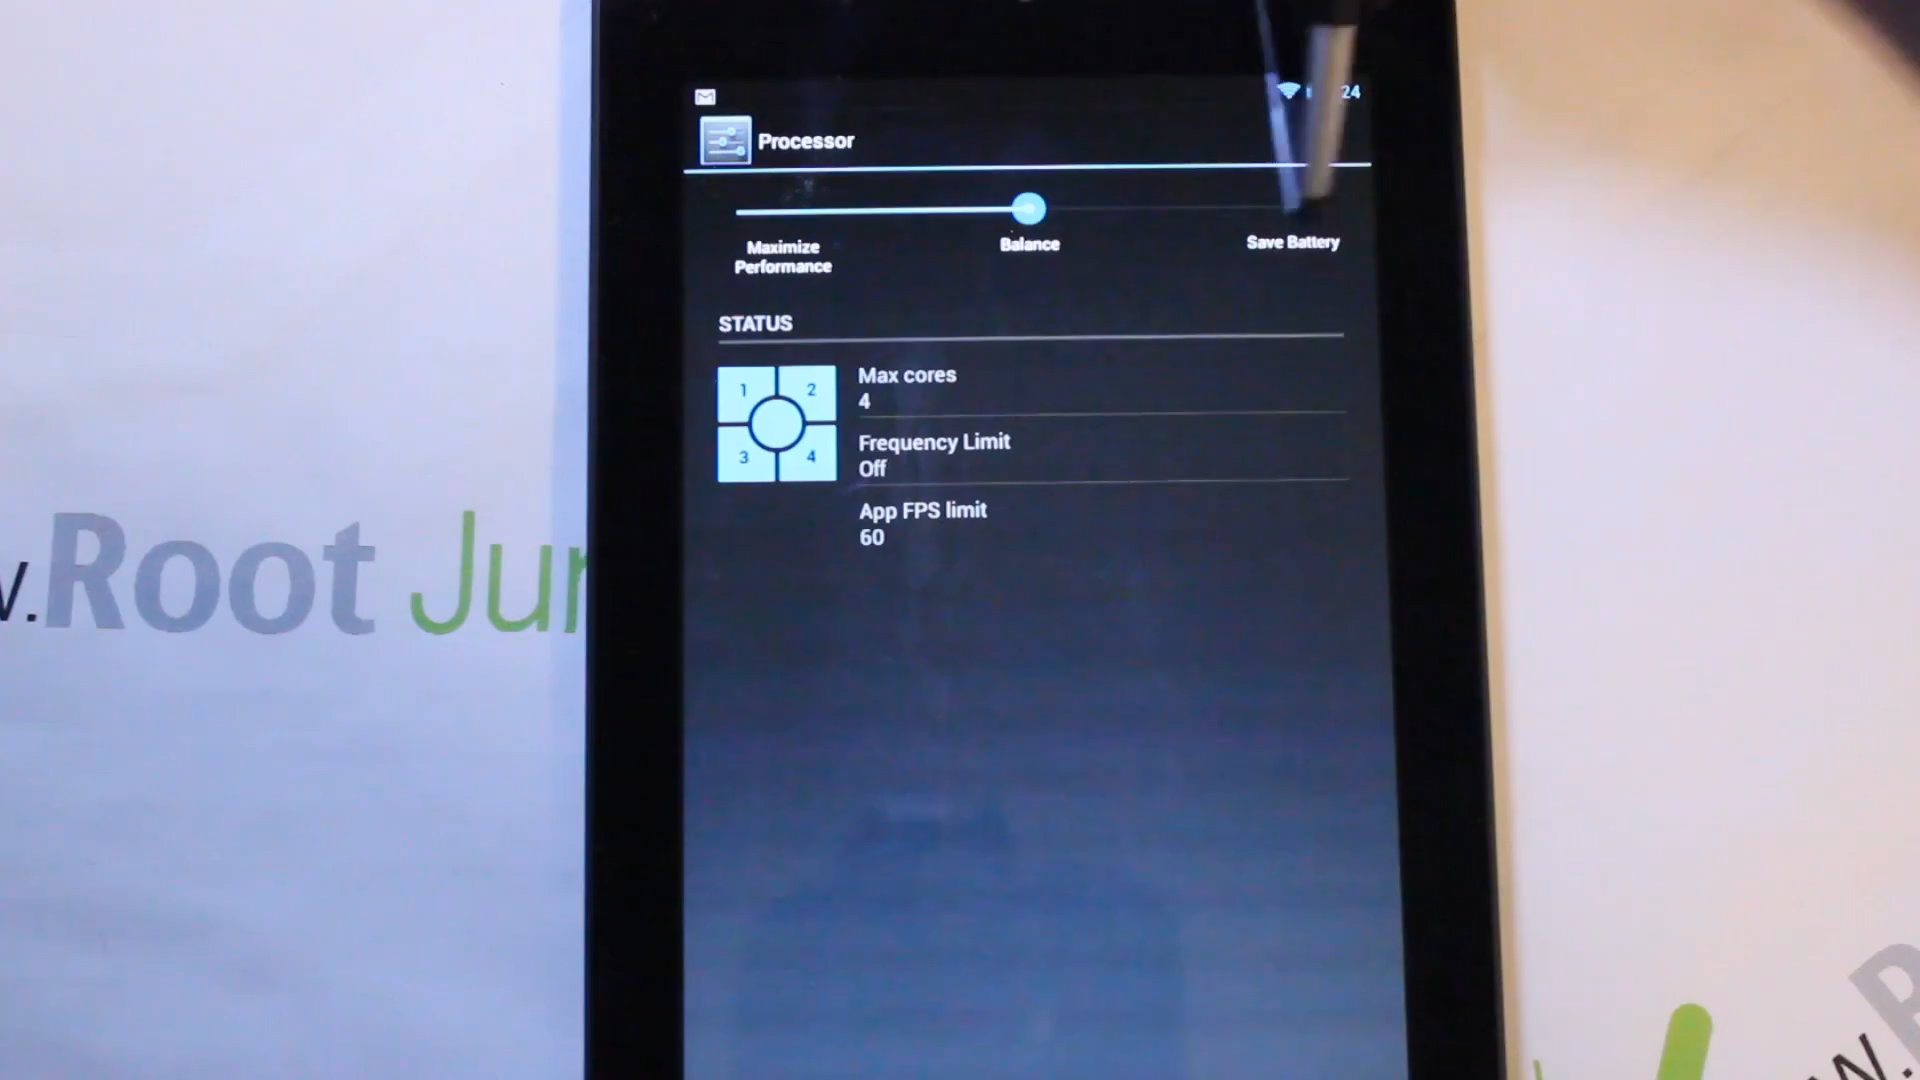 24
Processor
Maximize
Performance
Balance
Save Battery
STATUS
1 2
3 4
Max cores
4
Frequency Limit
Off
App FPS limit
60
w.Root Jun
w.R